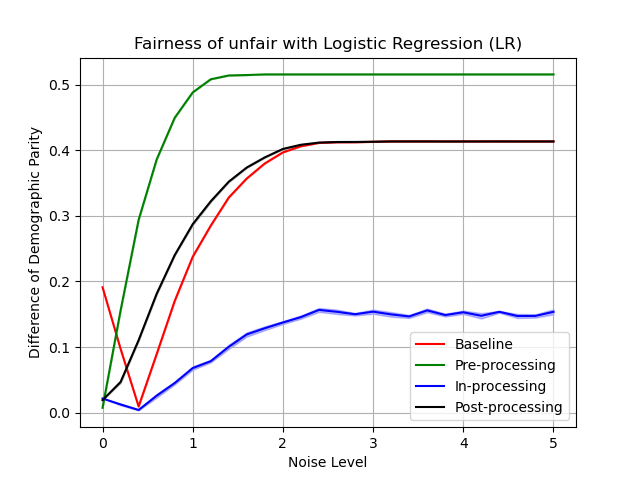 Fairness of unfair with Logistic Regression (LR)
Difference of Demographic Parity
0.5
0.4
0.3
0.2
0.1
0.0
Baseline
Pre-processing
In-processing
Post-processing
0 1 2 3 4 5
Noise Level